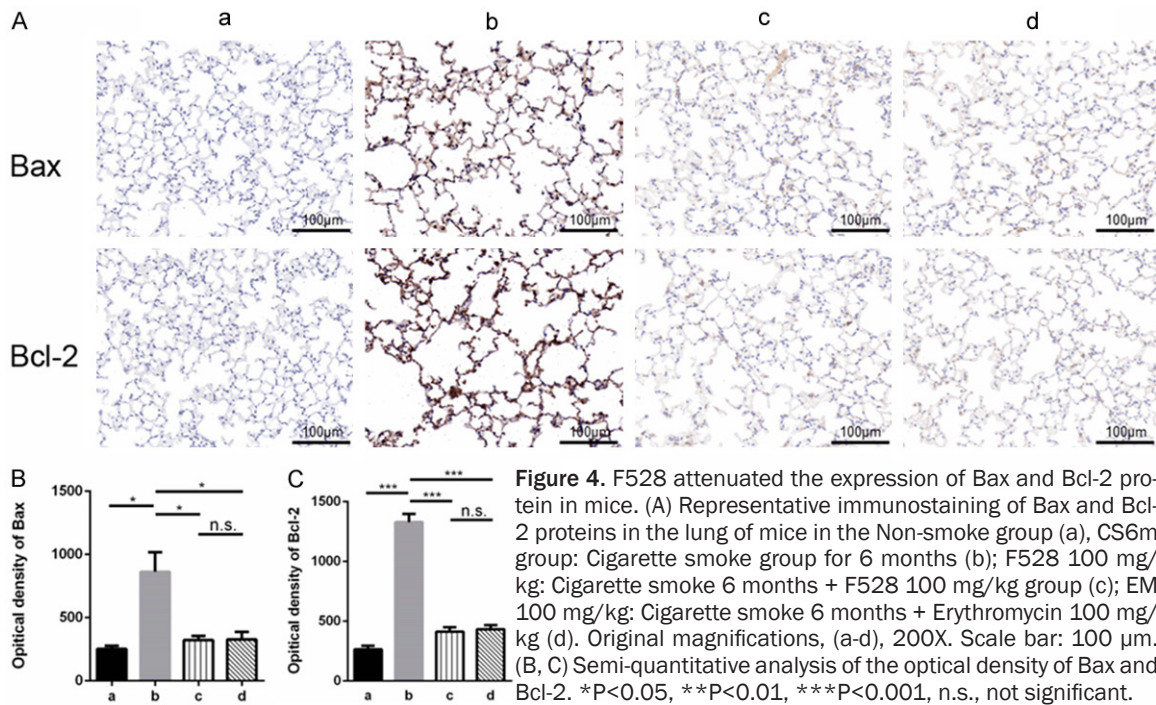 A
a
b
c
d
Bax
100μm
100μm
100μm
100μm
Bcl-2
100μm
100μm
100μm
100μm
B
Opitical density of Bax
1500
1000
500
0
*
*
*
n.s.
a
b
c
d
C
Opitical density of Bcl-2
1500
1000
500
0
***
***
***
n.s.
a
b
c
d
Figure 4. F528 attenuated the expression of Bax and Bcl-2 pro-
tein in mice. (A) Representative immunostaining of Bax and Bcl-
2 proteins in the lung of mice in the Non-smoke group (a), CS6m
group: Cigarette smoke group for 6 months (b); F528 100 mg/
kg: Cigarette smoke 6 months + F528 100 mg/kg group (c); EM
100 mg/kg: Cigarette smoke 6 months + Erythromycin 100 mg/
kg (d). Original magnifications, (a-d), 200X. Scale bar: 100 μm.
(B, C) Semi-quantitative analysis of the optical density of Bax and
Bcl-2. *P<0.05, **P<0.01, ***P<0.001, n.s., not significant.